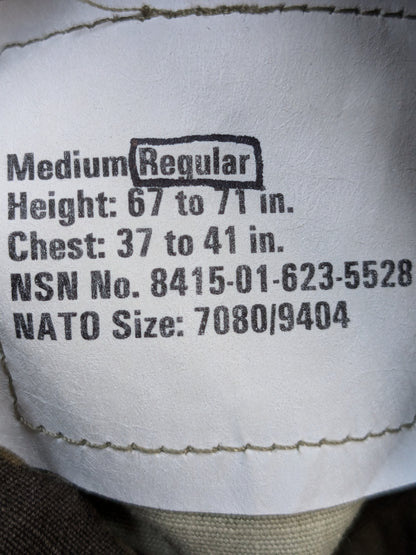 Medium Regular
Height: 67 to 71 in.
Chest: 37 to 41 in.
NSN No. 8415-01-623-5528
NATO Size: 7080/9404